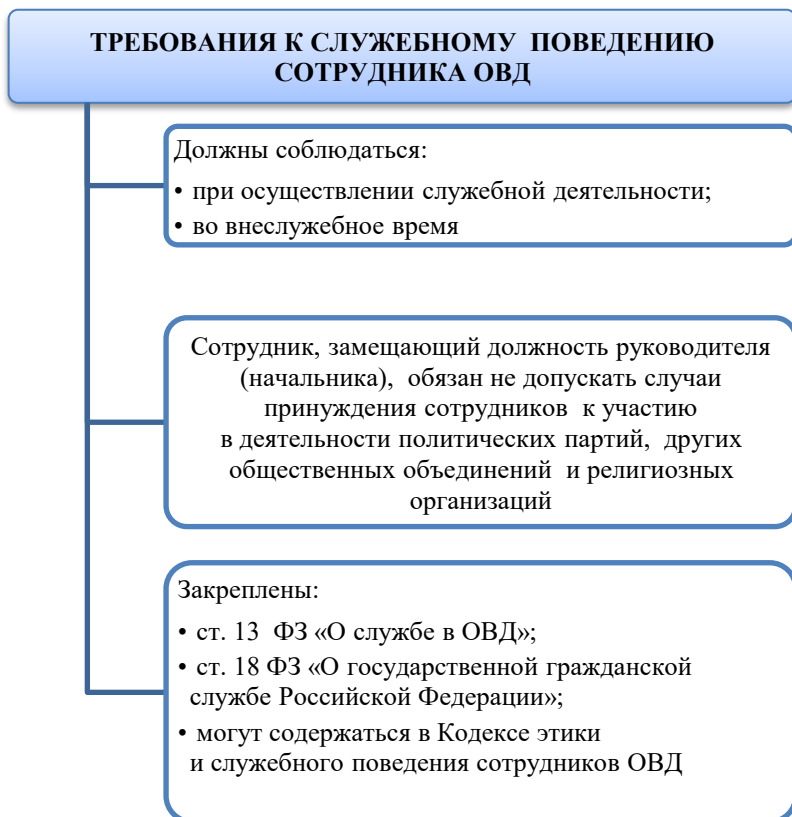 ТРЕБОВАНИЯ К СЛУЖЕБНОМУ ПОВЕДЕНИЮ
СОТРУДНИКА ОВД
Должны соблюдаться:
• при осуществлении служебной деятельности;
• во внеслужебное время
Сотрудник, замещающий должность руководителя
(начальника), обязан не допускать случаи
принуждения сотрудников к участию
в деятельности политических партий, других
общественных объединений и религиозных
организаций
Закреплены:
• ст. 13 ФЗ «О службе в ОВД»;
• ст. 18 ФЗ «О государственной гражданской
службе Российской Федерации»;
• могут содержаться в Кодексе этики
и служебного поведения сотрудников ОВД